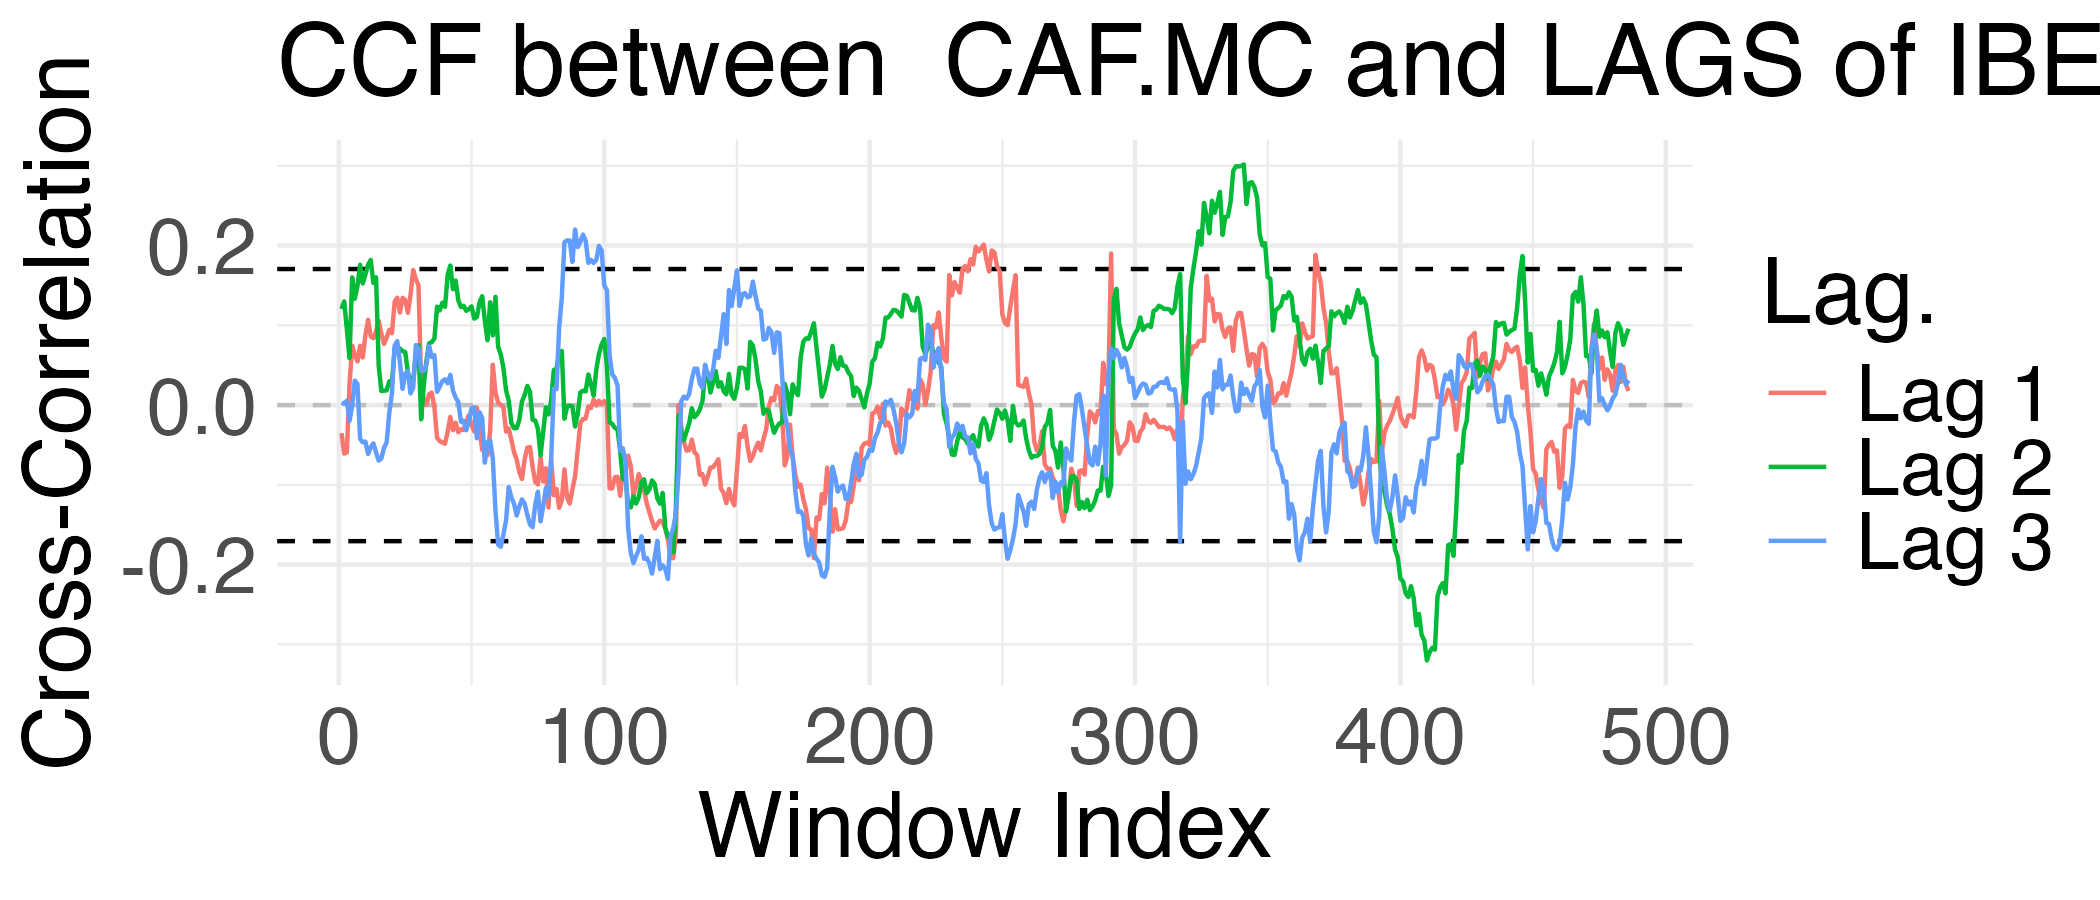 CCF between  CAF.MC and LAGS of IBE
Cross-Correlation
0.2
0.0
-0.2
0
100
200
300
400
500
Window Index
Lag.
Lag 1
Lag 2
Lag 3